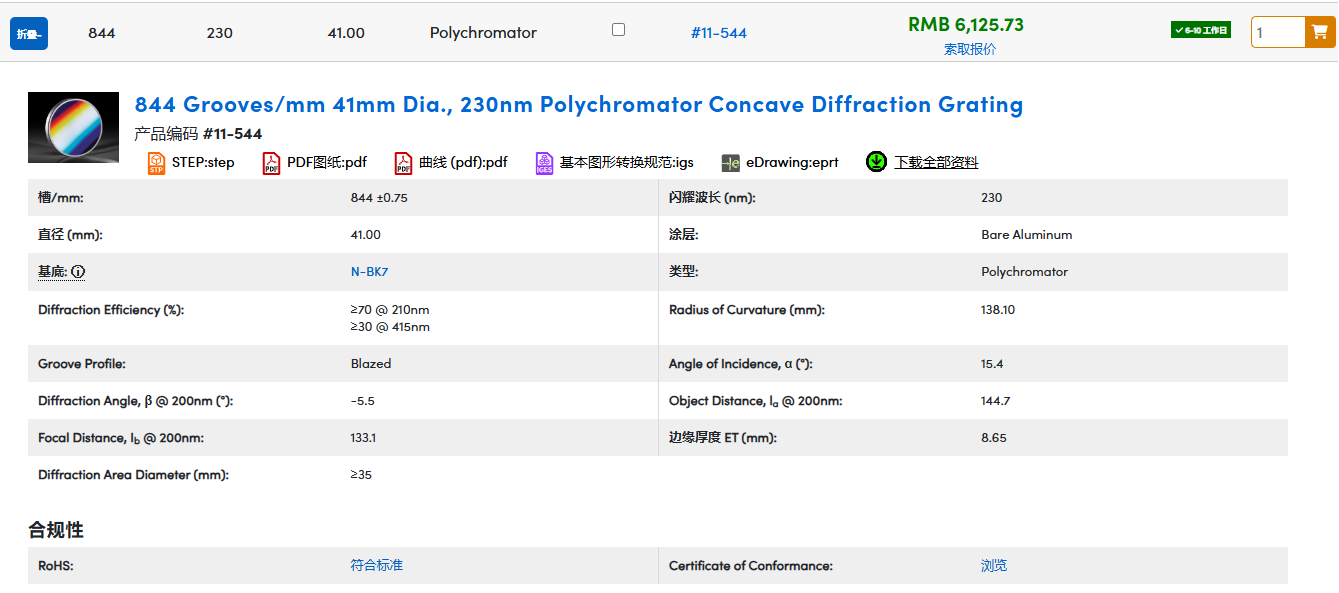 折叠-
844
230
41.00
Polychromator
#11-544
RMB 6,125.73
索取报价
6-10 工作日
1
844 Grooves/mm 41mm Dia., 230nm Polychromator Concave Diffraction Grating
产品编码 #11-544
STEP:step
PDF图纸:pdf
曲线 (pdf):pdf
基本图形转换规范:igs
eDrawing:eprt
下载全部资料
槽/mm: 844 ±0.75
闪耀波长 (nm): 230
直径 (mm): 41.00
涂层: Bare Aluminum
基底: N-BK7
类型: Polychromator
Diffraction Efficiency (%): ≥70 @ 210nm
≥30 @ 415nm
Radius of Curvature (mm): 138.10
Groove Profile: Blazed
Angle of Incidence, α (°): 15.4
Diffraction Angle, β @ 200nm (°): -5.5
Object Distance, la @ 200nm: 144.7
Focal Distance, lb @ 200nm: 133.1
边缘厚度 ET (mm): 8.65
Diffraction Area Diameter (mm): ≥35
合规性
RoHS: 符合标准
Certificate of Conformance: 浏览